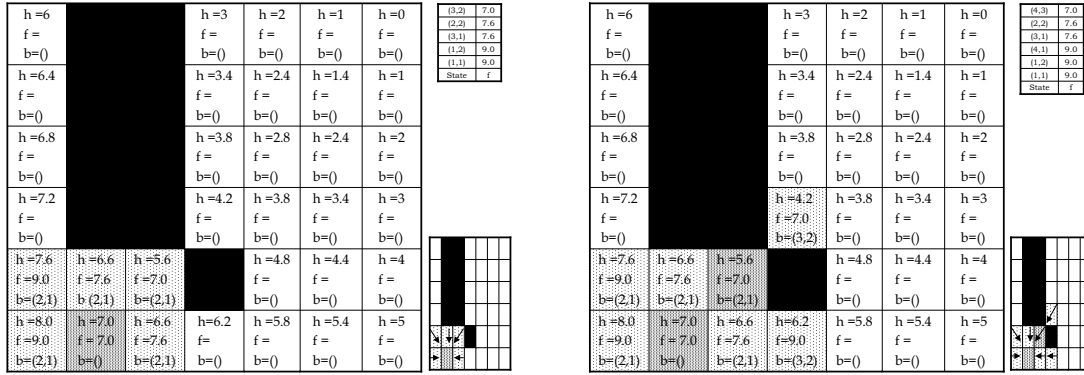 h =6 h =3 h =2 h =1 h =0
f = f = f = f = f =
b=() b=() b=() b=() b=()
h =6.4 h =3.4 h =2.4 h =1.4 h =1
f = f = f = f = f =
b=() b=() b=() b=() b=()
h =6.8 h =3.8 h =2.8 h =2.4 h =2
f = f = f = f = f =
b=() b=() b=() b=() b=()
h =7.2 h =4.2 h =3.8 h =3.4 h =3
f = f = f = f = f =
b=() b=() b=() b=() b=()
h =7.6 h =6.6 h =5.6 h =4.8 h =4.4 h =4
f =9.0 f =7.6 f =7.0 f = f = f =
b=(2,1) b (2,1) b=(2,1) b=() b=() b=()
h =8.0 h =7.0 h =6.6 h=6.2 h =5.8 h =5.4 h =5
f =9.0 f = 7.0 f =7.6 f= f = f = f =
b=(2,1) b=() b=(2,1) b=() b=() b=() b=()
(3,2) 7.0
(2,2) 7.6
(3,1) 7.6
(1,2) 9.0
(1,1) 9.0
State f
h =6 h =3 h =2 h =1 h =0
f = f = f = f = f =
b=() b=() b=() b=() b=()
h =6.4 h =3.4 h =2.4 h =1.4 h =1
f = f = f = f = f =
b=() b=() b=() b=() b=()
h =6.8 h =3.8 h =2.8 h =2.4 h =2
f = f = f = f = f =
b=() b=() b=() b=() b=()
h =7.2 h =4.2 h =3.8 h =3.4 h =3
f = f =7.0 f = f = f =
b=() b=(3,2) b=() b=() b=()
h =7.6 h =6.6 h =5.6 h =4.8 h =4.4 h =4
f =9.0 f =7.6 f =7.0 f = f = f =
b=(2,1) b=(2,1) b=(2,1) b=() b=() b=()
h =8.0 h =7.0 h =6.6 h =6.2 h =5.8 h =5.4 h =5
f =9.0 f = 7.0 f =7.6 f =9.0 f = f = f =
b=(2,1) b=() b=(2,1) b=(3,2) b=() b=() b=()
(4,3) 7.0
(2,2) 7.6
(3,1) 7.6
(4,1) 9.0
(1,2) 9.0
(1,1) 9.0
State f